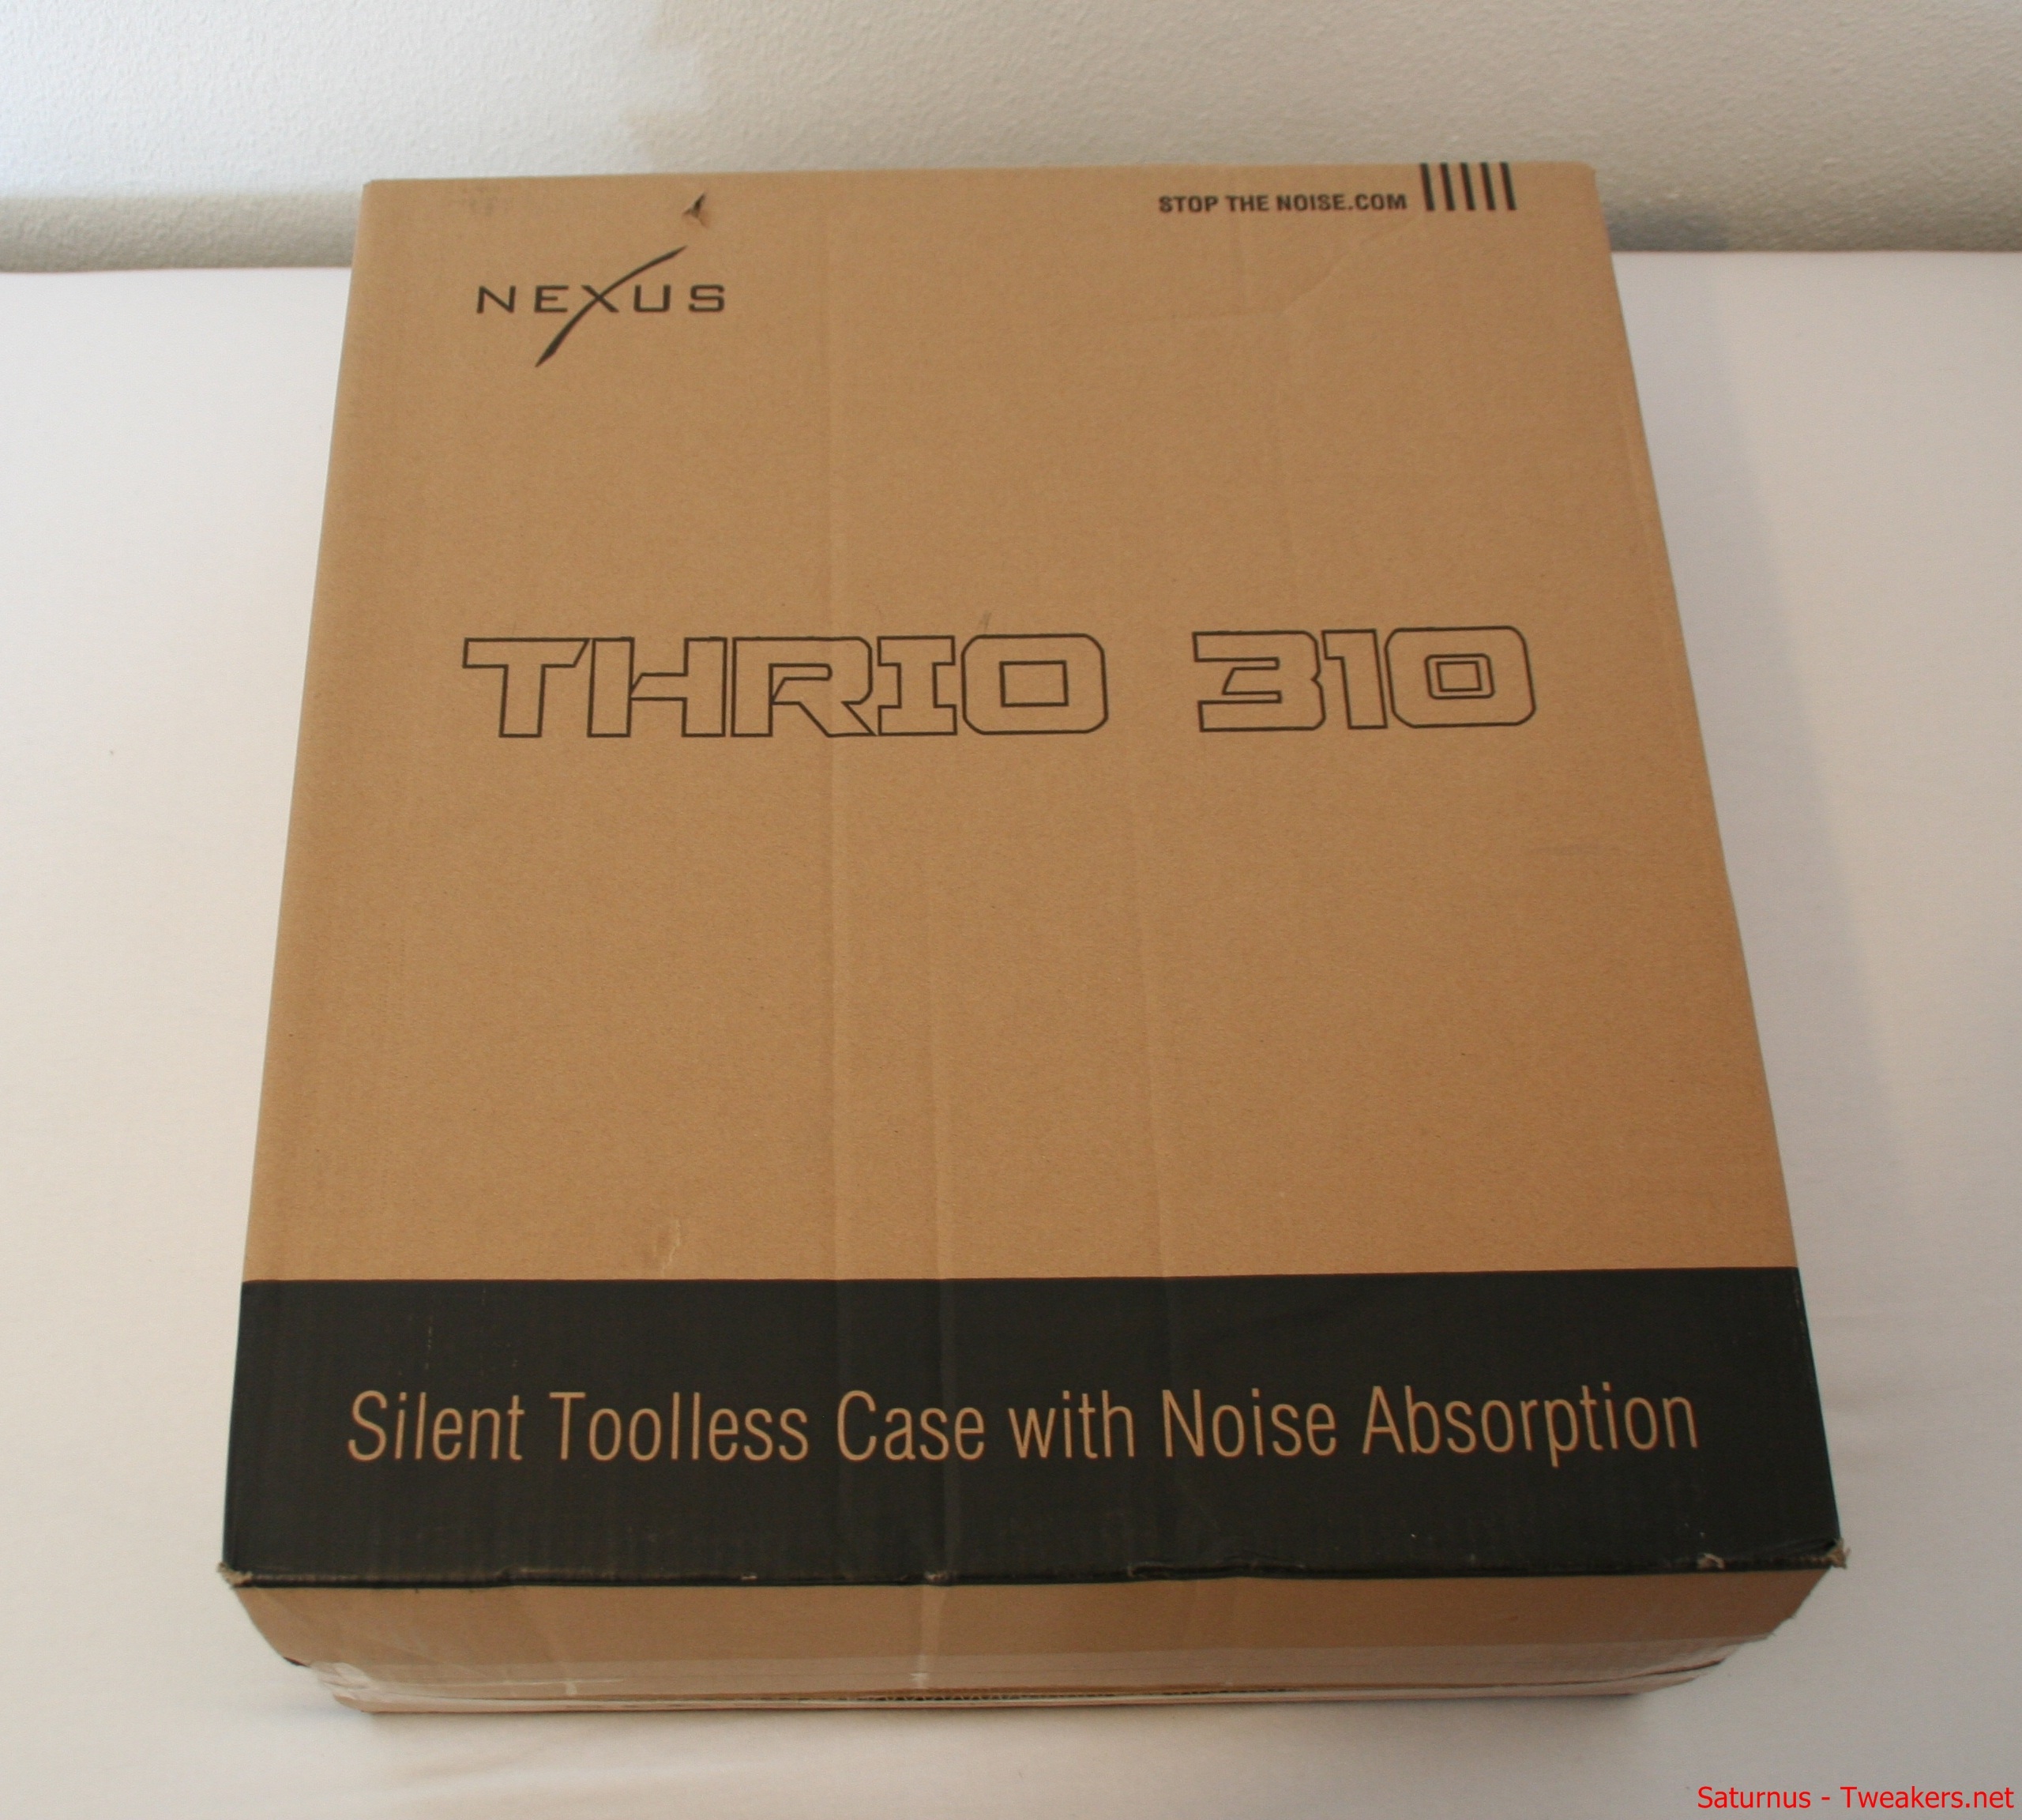 STOP THE NOISE.COM
NEXUS
THRIO 310
Silent Toolless Case with Noise Absorption
Saturnus - Tweakers.net